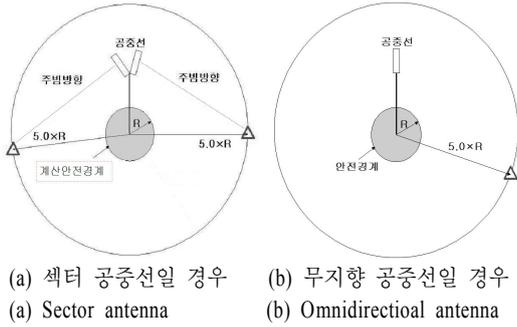 공중선
주빔방향
주빔방향
R
5.0×R
5.0×R
계산안전경계
공중선
R
5.0×R
안전경계
(a) 섹터 공중선일 경우
(a) Sector antenna
(b) 무지향 공중선일 경우
(b) Omnidirectioal antenna